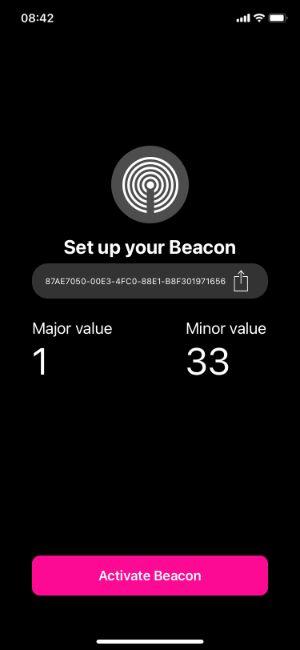 08:42
Set up your Beacon
87AE7050-00E3-4FC0-88E1-B8F301971656
Major value Minor value
1 33
Activate Beacon